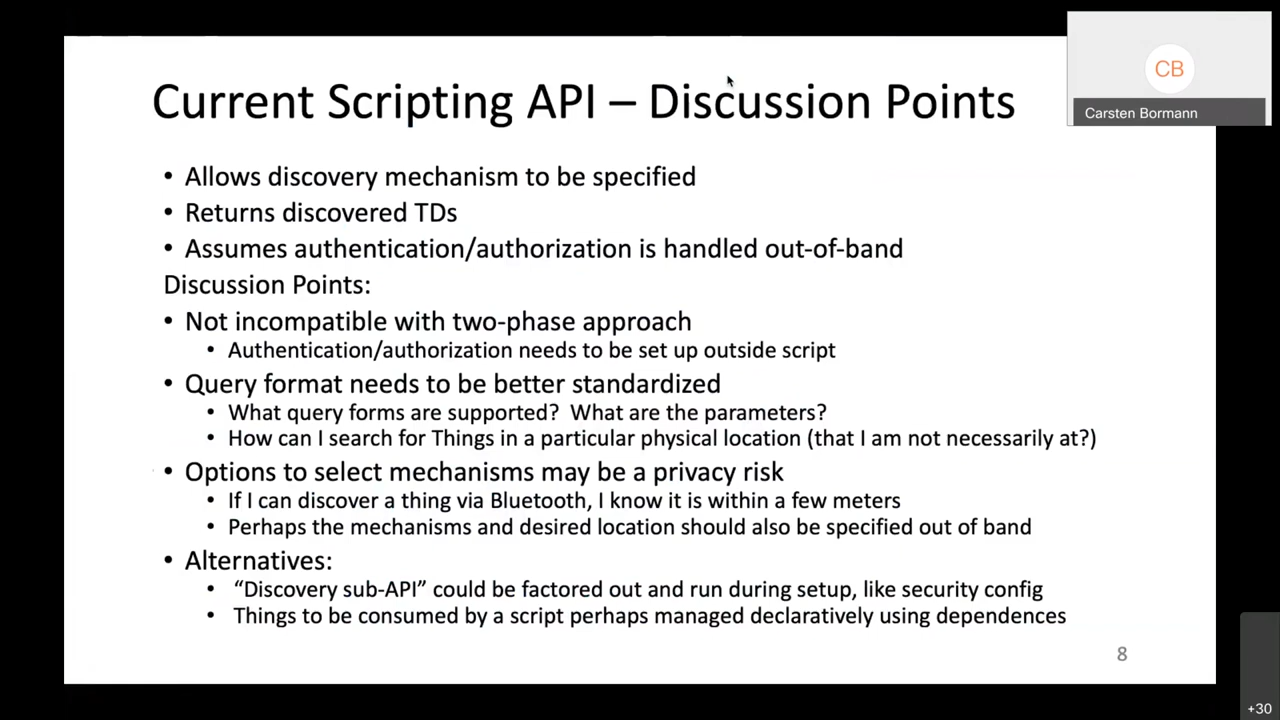 Current Scripting API – Discussion Points
CB
Carsten Bormann
• Allows discovery mechanism to be specified
• Returns discovered TDs
• Assumes authentication/authorization is handled out-of-band
Discussion Points:
• Not incompatible with two-phase approach
• Authentication/authorization needs to be set up outside script
• Query format needs to be better standardized
• What query forms are supported?  What are the parameters?
• How can I search for Things in a particular physical location (that I am not necessarily at?)
• Options to select mechanisms may be a privacy risk
• If I can discover a thing via Bluetooth, I know it is within a few meters
• Perhaps the mechanisms and desired location should also be specified out of band
• Alternatives:
• “Discovery sub-API” could be factored out and run during setup, like security config
• Things to be consumed by a script perhaps managed declaratively using dependences
8
+30